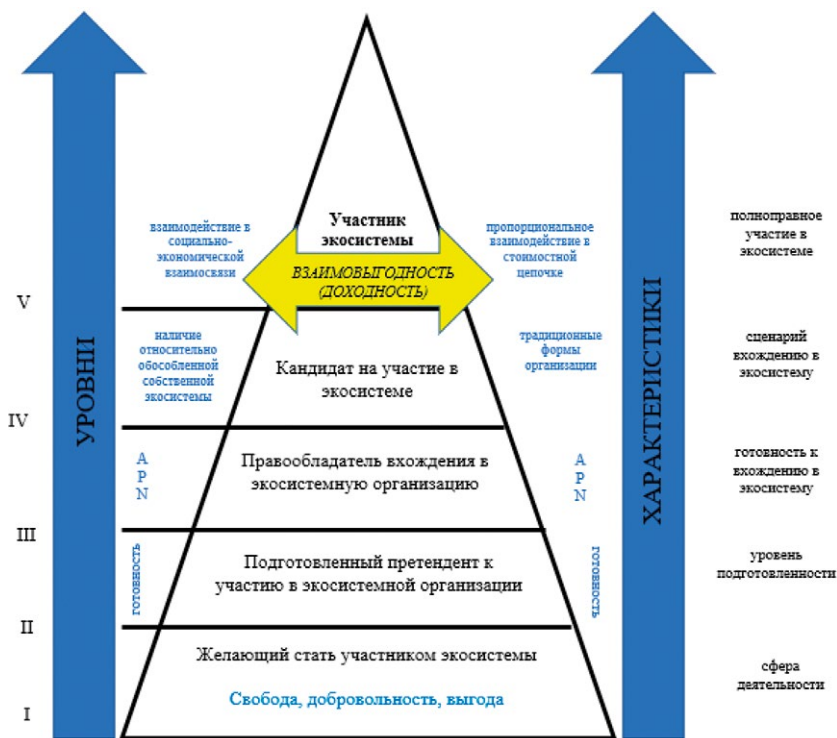 Участник
экосистемы
взаимодействие в
социально-
экономической
взаимосвязи
пропорциональное
взаимодействие в
стоимостной
цепочке
полноправное
участие в
экосистеме
ВЗАИМОВЫГОДНОСТЬ
(ДОХОДНОСТЬ)
V
УРОВНИ
наличие
относительно
обособленной
собственной
экосистемы
Кандидат на участие в
экосистеме
традиционные
формы
организации
ХАРАКТЕРИСТИКИ
сценарий
вхождению в
экосистему
IV
A
P
N
Правообладатель вхождения в
экосистемную организацию
A
P
N
готовность к
вхождению в
экосистему
III
готовность
Подготовленный претендент к
участию в экосистемной организации
готовность
уровень
подготовленности
II
Желающий стать участником экосистемы
Свобода, добровольность, выгода
сфера
деятельности
I